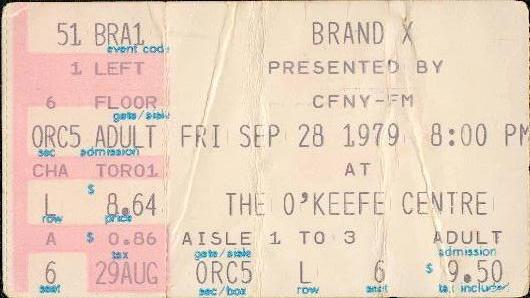 51 BRA1 BRAND X
event code
1 LEFT PRESENTED BY
6 FLOOR CFNY-FM
gate/aisle
ORC5 ADULT FRI SEP 28 1979 8:00 PM
sec admission
CHA TOR01 AT
L $ 8.64 THE O'KEEFE CENTRE
row price
A $ 0.86 AISLE 1 TO 3 ADULT
tax gate/aisle admission
6 29AUG ORC5 L 6 $ 9.50
seat sec/box row seat tax included